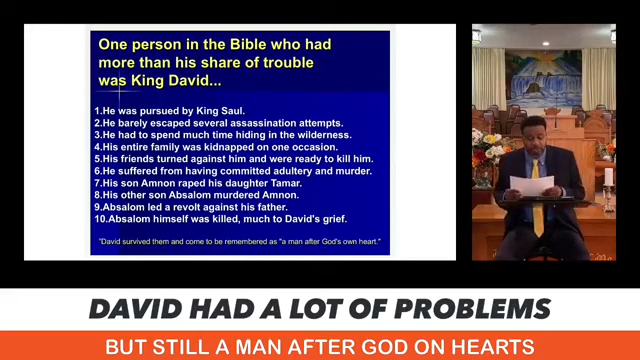 One person in the Bible who had
more than his share of trouble
was King David...
1.He was pursued by King Saul.
2.He barely escaped several assassination attempts.
3.He had to spend much time hiding in the wilderness.
4.His entire family was kidnapped on one occasion.
5.His friends turned against him and were ready to kill him.
6.He suffered from having committed adultery and murder.
7.His son Amnon raped his daughter Tamar.
8.His other son Absalom murdered Amnon.
9.Absalom led a revolt against his father.
10.Absalom himself was killed, much to David's grief.
"David survived them and come to be remembered as "a man after God's own heart."
DAVID HAD A LOT OF PROBLEMS
BUT STILL A MAN AFTER GOD ON HEARTS